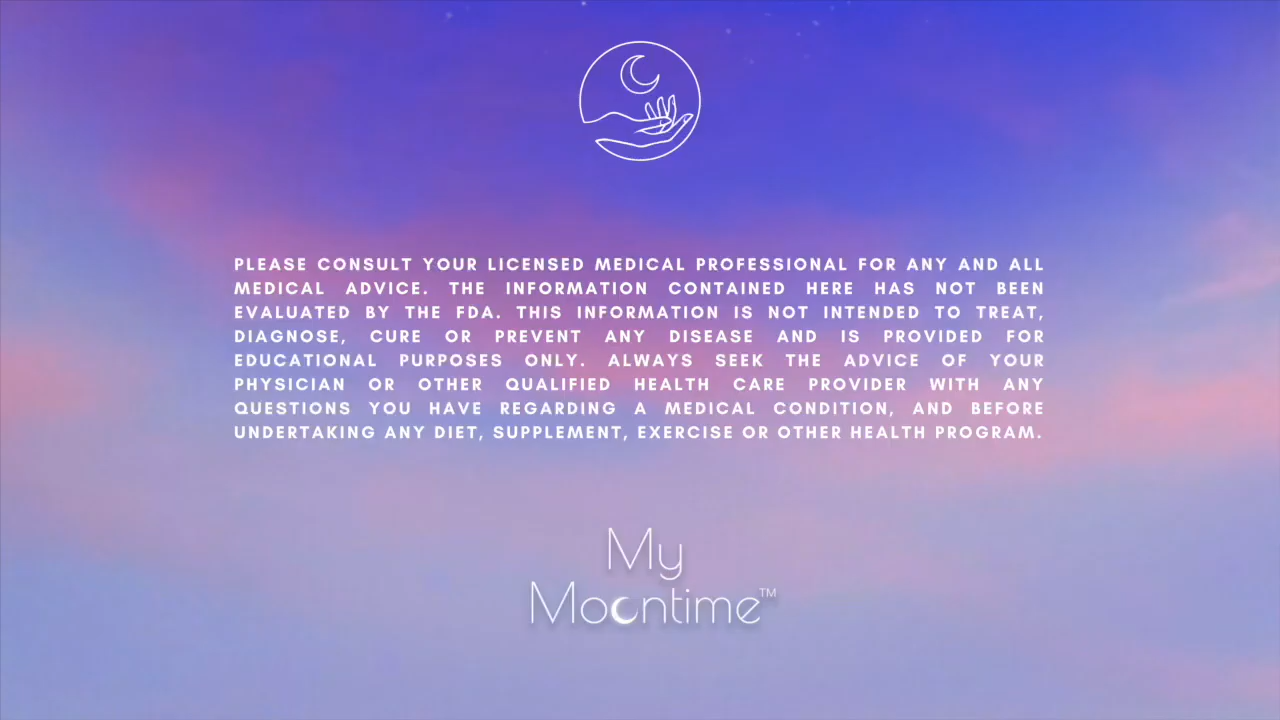 PLEASE CONSULT YOUR LICENSED MEDICAL PROFESSIONAL FOR ANY AND ALL
MEDICAL ADVICE. THE INFORMATION CONTAINED HERE HAS NOT BEEN
EVALUATED BY THE FDA. THIS INFORMATION IS NOT INTENDED TO TREAT,
DIAGNOSE, CURE OR PREVENT ANY DISEASE AND IS PROVIDED FOR
EDUCATIONAL PURPOSES ONLY. ALWAYS SEEK THE ADVICE OF YOUR
PHYSICIAN OR OTHER QUALIFIED HEALTH CARE PROVIDER WITH ANY
QUESTIONS YOU HAVE REGARDING A MEDICAL CONDITION, AND BEFORE
UNDERTAKING ANY DIET, SUPPLEMENT, EXERCISE OR OTHER HEALTH PROGRAM.
My
Moontime™